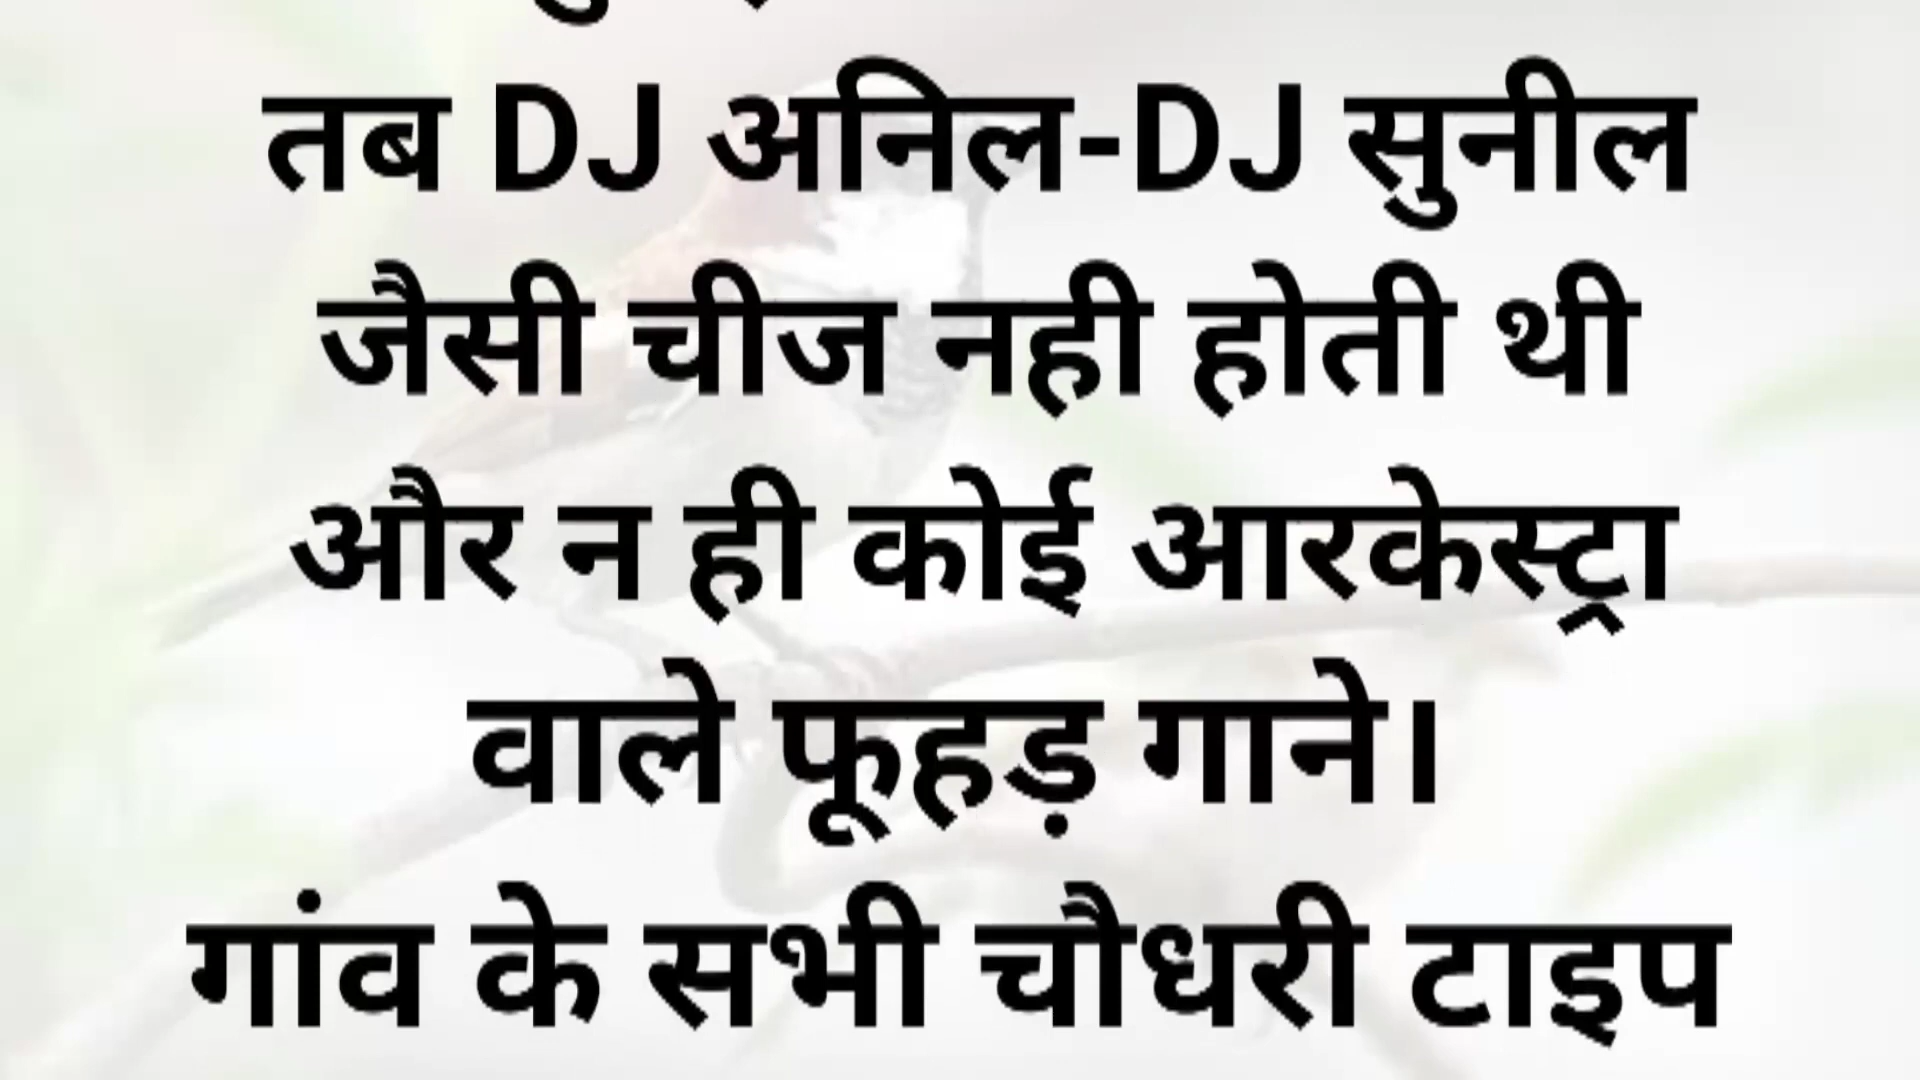 तब DJ अनिल-DJ सुनील
जैसी चीज नही होती थी
और न ही कोई आरकेस्ट्रा
वाले फूहड़ गाने।
गांव के सभी चौधरी टाइप